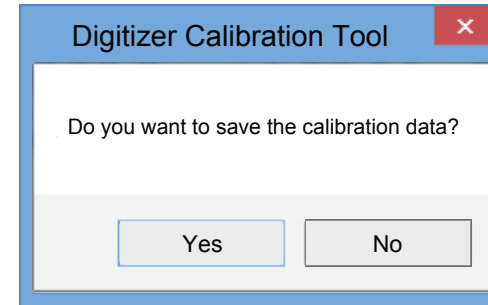 Digitizer Calibration Tool
Do you want to save the calibration data?
Yes
No